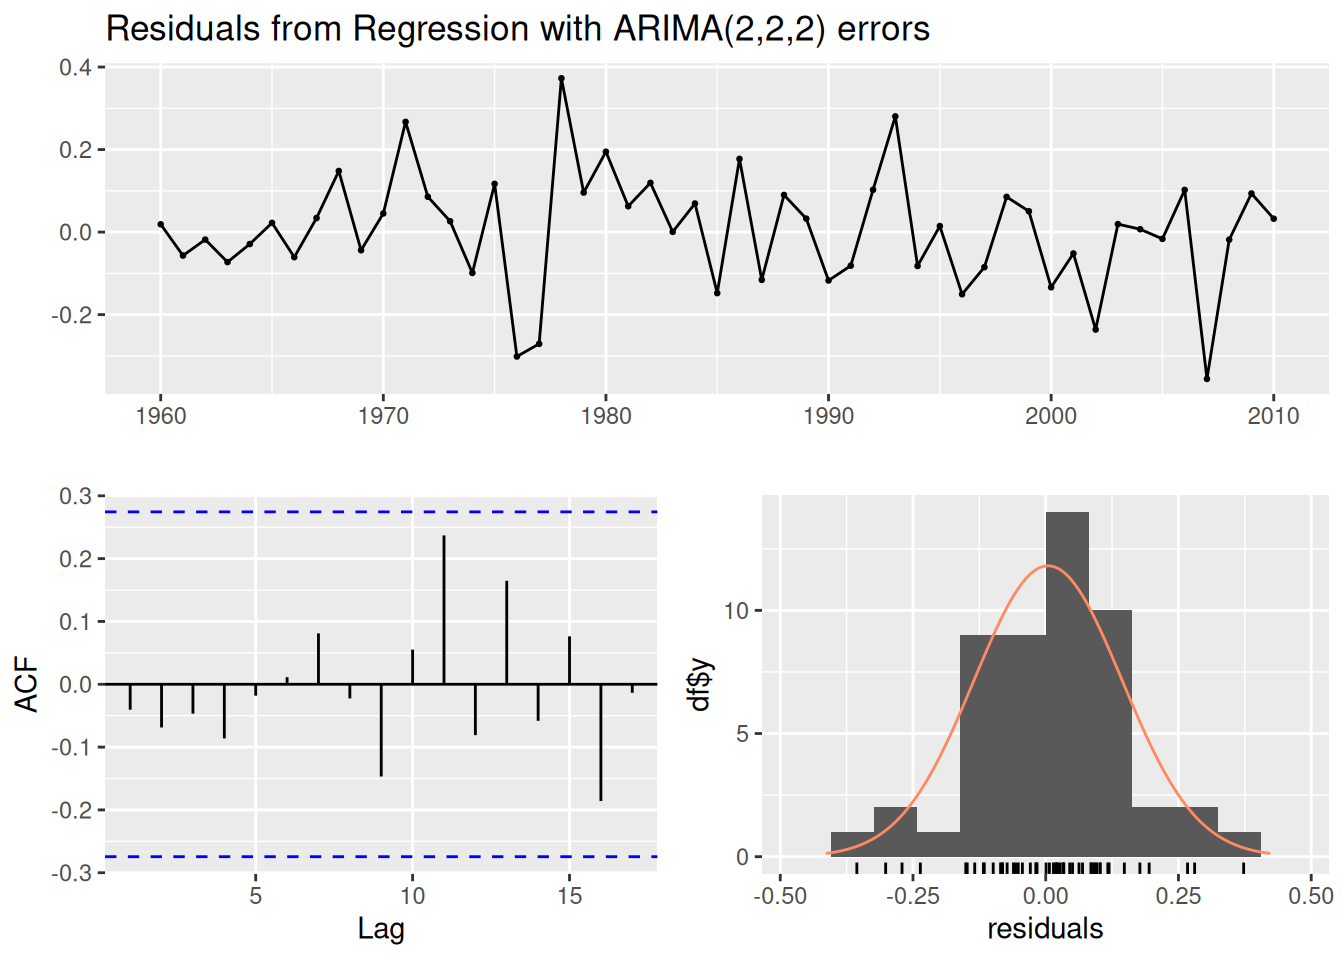 Residuals from Regression with ARIMA(2,2,2) errors
0.4
0.2
0.0
-0.2
1960 1970 1980 1990 2000 2010
0.3
0.2
0.1
0.0
-0.1
-0.2
-0.3
ACF
5 10 15
Lag
10
5
0
df$y
-0.50 -0.25 0.00 0.25 0.50
residuals